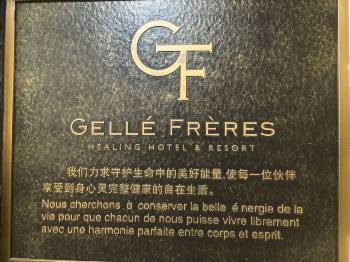 GF
GELLÉ FRÈRES
HEALING HOTEL & RESORT
我们力求守护生命中的美好能量,使每一位伙伴
享受到身心灵完整健康的自在生活。
Nous cherchons à conserver la belle é nergie de la
vie pour que chacun de nous puisse vivre librement
avec une harmonie parfaite entre corps et esprit.